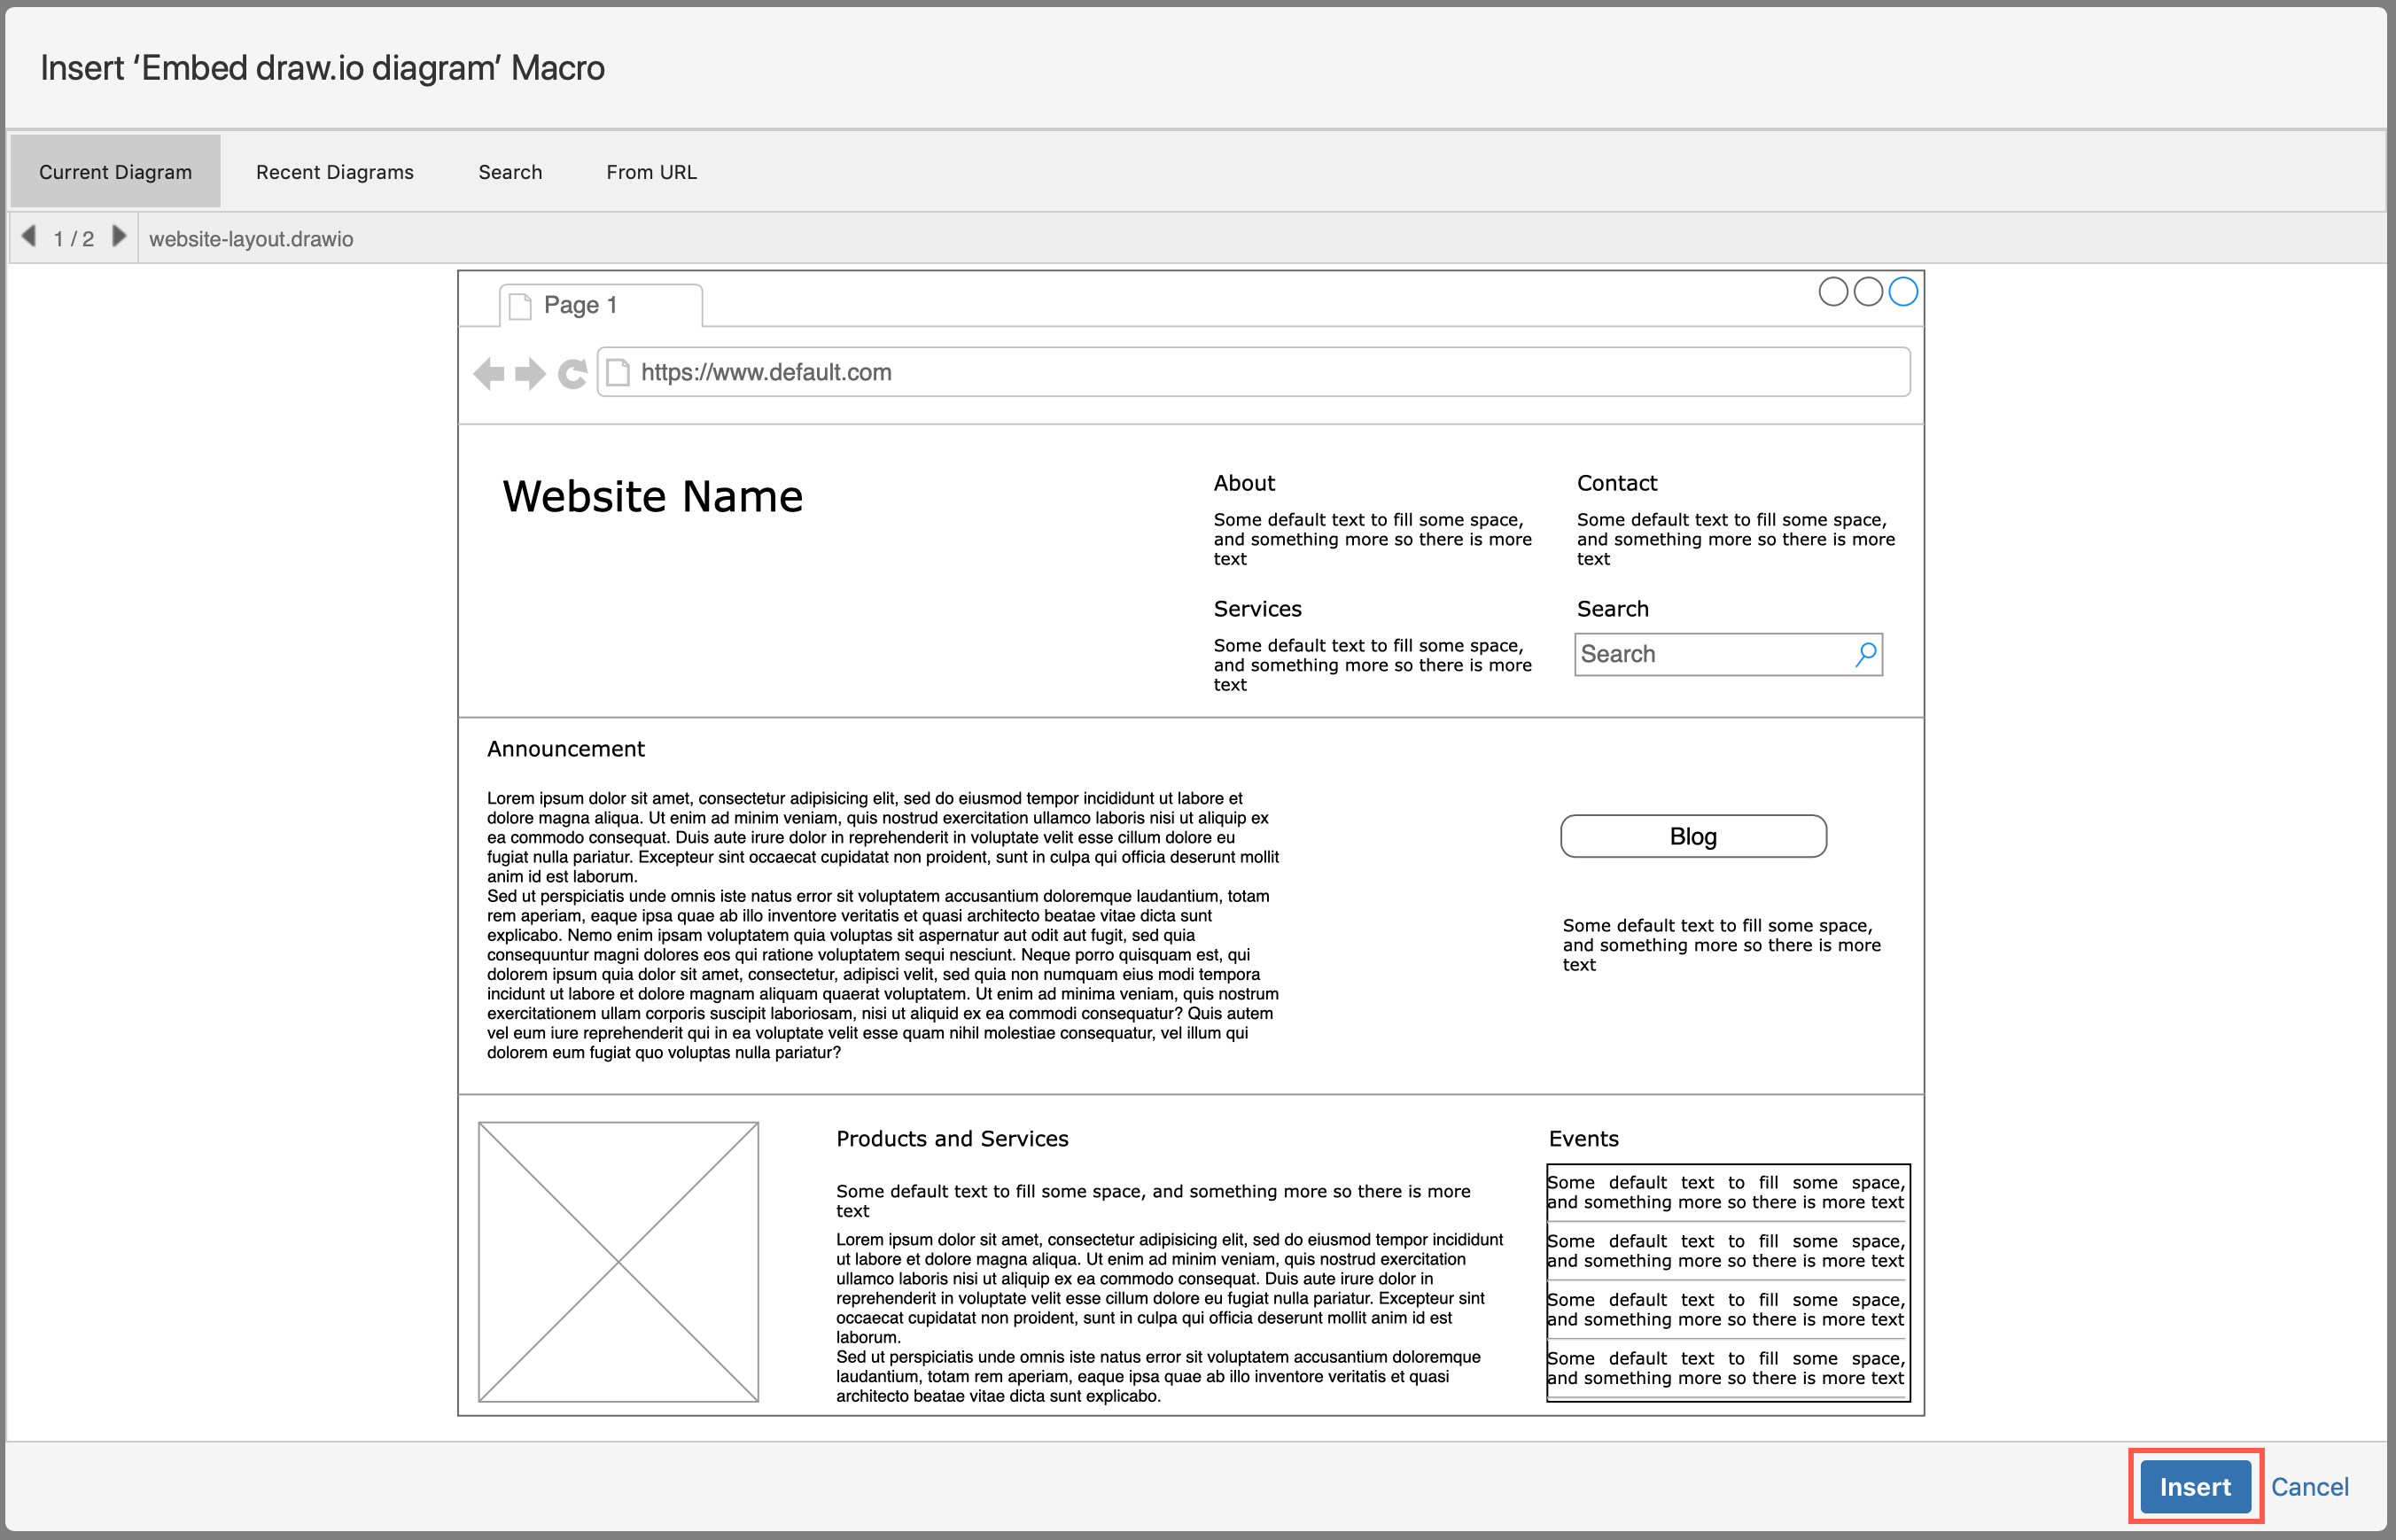 Insert ‘Embed draw.io diagram’ Macro
Current Diagram
Recent Diagrams
Search
From URL
1 / 2
website-layout.drawio
Page 1
https://www.default.com
Website Name
About
Some default text to fill some space,
and something more so there is more
text
Contact
Some default text to fill some space,
and something more so there is more
text
Services
Some default text to fill some space,
and something more so there is more
text
Search
Search
Announcement
Lorem ipsum dolor sit amet, consectetur adipisicing elit, sed do eiusmod tempor incididunt ut labore et
dolore magna aliqua. Ut enim ad minim veniam, quis nostrud exercitation ullamco laboris nisi ut aliquip ex
ea commodo consequat. Duis aute irure dolor in reprehenderit in voluptate velit esse cillum dolore eu
fugiat nulla pariatur. Excepteur sint occaecat cupidatat non proident, sunt in culpa qui officia deserunt mollit
anim id est laborum.
Sed ut perspiciatis unde omnis iste natus error sit voluptatem accusantium doloremque laudantium, totam
rem aperiam, eaque ipsa quae ab illo inventore veritatis et quasi architecto beatae vitae dicta sunt
explicabo. Nemo enim ipsam voluptatem quia voluptas sit aspernatur aut odit aut fugit, sed quia
consequuntur magni dolores eos qui ratione voluptatem sequi nesciunt. Neque porro quisquam est, qui
dolorem ipsum quia dolor sit amet, consectetur, adipisci velit, sed quia non numquam eius modi tempora
incidunt ut labore et dolore magnam aliquam quaerat voluptatem. Ut enim ad minima veniam, quis nostrum
exercitationem ullam corporis suscipit laboriosam, nisi ut aliquid ex ea commodi consequatur? Quis autem
vel eum iure reprehenderit qui in ea voluptate velit esse quam nihil molestiae consequatur, vel illum qui
dolorem eum fugiat quo voluptas nulla pariatur?
Blog
Some default text to fill some space,
and something more so there is more
text
Products and Services
Some default text to fill some space, and something more so there is more
text
Lorem ipsum dolor sit amet, consectetur adipisicing elit, sed do eiusmod tempor incididunt
ut labore et dolore magna aliqua. Ut enim ad minim veniam, quis nostrud exercitation
ullamco laboris nisi ut aliquip ex ea commodo consequat. Duis aute irure dolor in
reprehenderit in voluptate velit esse cillum dolore eu fugiat nulla pariatur. Excepteur sint
occaecat cupidatat non proident, sunt in culpa qui officia deserunt mollit anim id est
laborum.
Sed ut perspiciatis unde omnis iste natus error sit voluptatem accusantium doloremque
laudantium, totam rem aperiam, eaque ipsa quae ab illo inventore veritatis et quasi
architecto beatae vitae dicta sunt explicabo.
Events
Some default text to fill some space,
and something more so there is more text
Some default text to fill some space,
and something more so there is more text
Some default text to fill some space,
and something more so there is more text
Some default text to fill some space,
and something more so there is more text
Insert
Cancel